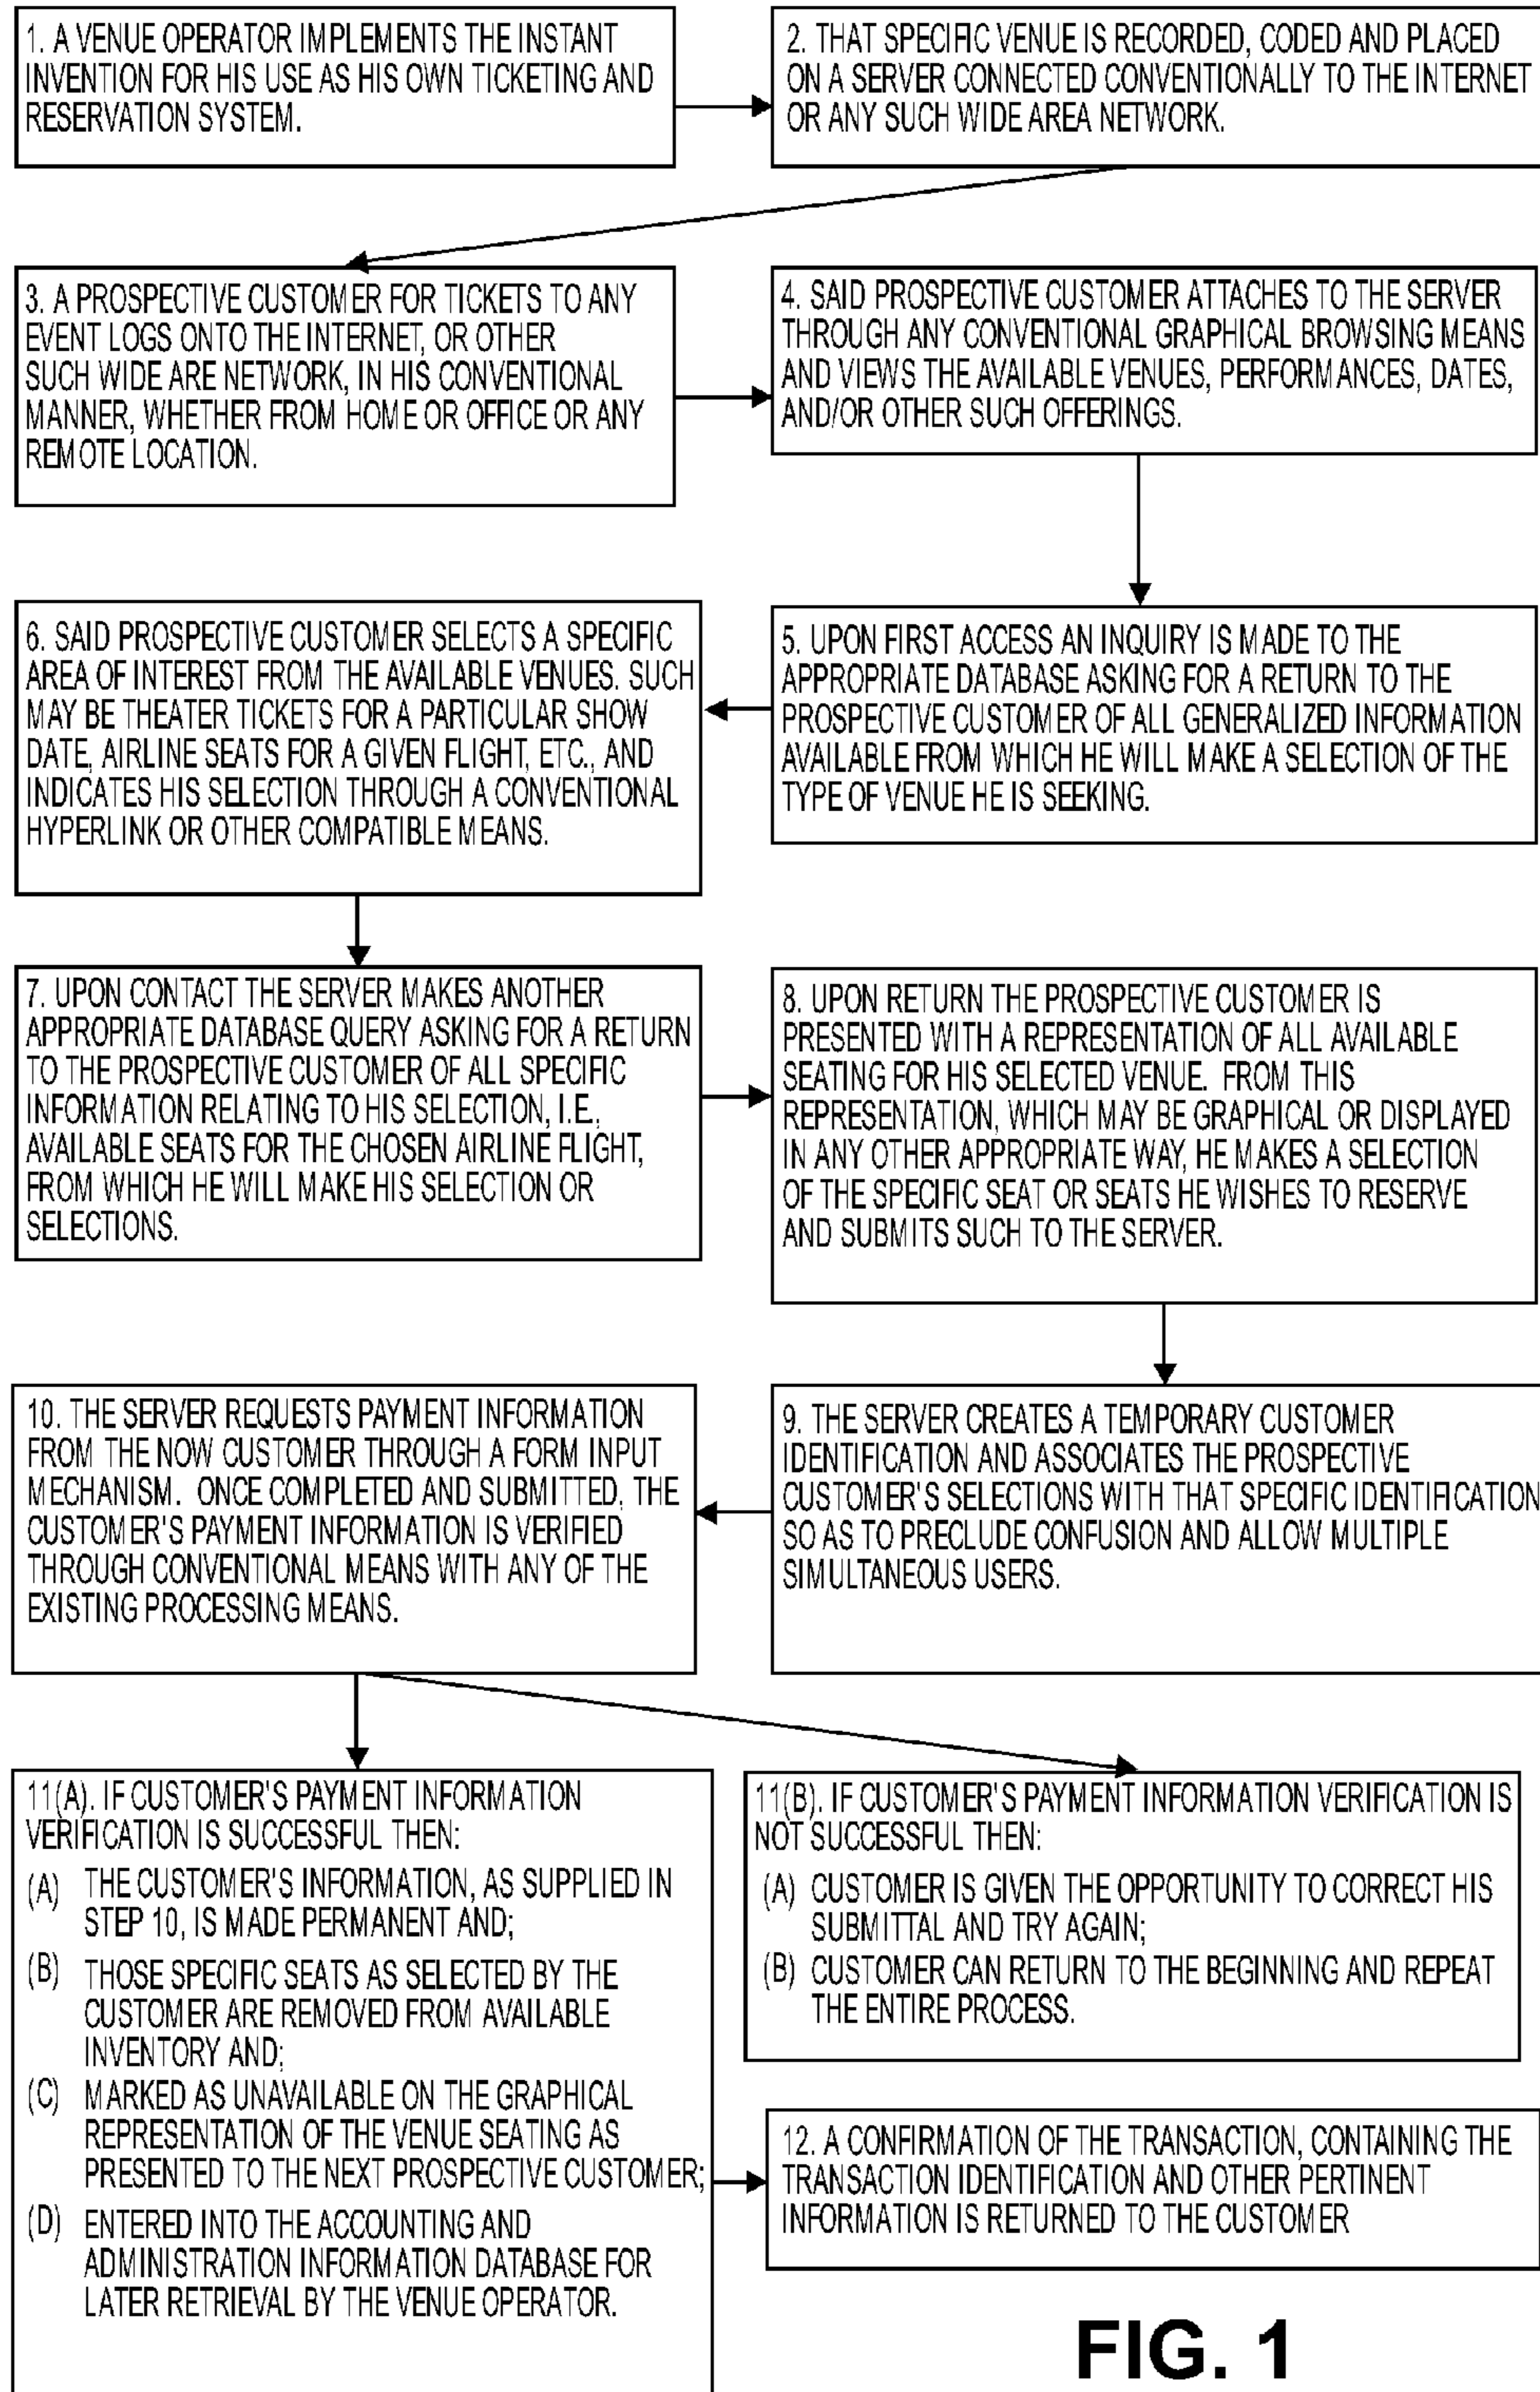 1. A VENUE OPERATOR IMPLEMENTS THE INSTANT
INVENTION FOR HIS USE AS HIS OWN TICKETING AND
RESERVATION SYSTEM.
2. THAT SPECIFIC VENUE IS RECORDED, CODED AND PLACED
ON A SERVER CONNECTED CONVENTIONALLY TO THE INTERNET
OR ANY SUCH WIDE AREA NETWORK.
3. A PROSPECTIVE CUSTOMER FOR TICKETS TO ANY
EVENT LOGS ONTO THE INTERNET, OR OTHER
SUCH WIDE ARE NETWORK, IN HIS CONVENTIONAL
MANNER, WHETHER FROM HOME OR OFFICE OR ANY
REMOTE LOCATION.
4. SAID PROSPECTIVE CUSTOMER ATTACHES TO THE SERVER
THROUGH ANY CONVENTIONAL GRAPHICAL BROWSING MEANS
AND VIEWS THE AVAILABLE VENUES, PERFORMANCES, DATES,
AND/OR OTHER SUCH OFFERINGS.
5. UPON FIRST ACCESS AN INQUIRY IS MADE TO THE
APPROPRIATE DATABASE ASKING FOR A RETURN TO THE
PROSPECTIVE CUSTOMER OF ALL GENERALIZED INFORMATION
AVAILABLE FROM WHICH HE WILL MAKE A SELECTION OF THE
TYPE OF VENUE HE IS SEEKING.
6. SAID PROSPECTIVE CUSTOMER SELECTS A SPECIFIC
AREA OF INTEREST FROM THE AVAILABLE VENUES. SUCH
MAY BE THEATER TICKETS FOR A PARTICULAR SHOW
DATE, AIRLINE SEATS FOR A GIVEN FLIGHT, ETC., AND
INDICATES HIS SELECTION THROUGH A CONVENTIONAL
HYPERLINK OR OTHER COMPATIBLE MEANS.
7. UPON CONTACT THE SERVER MAKES ANOTHER
APPROPRIATE DATABASE QUERY ASKING FOR A RETURN
TO THE PROSPECTIVE CUSTOMER OF ALL SPECIFIC
INFORMATION RELATING TO HIS SELECTION, I.E.,
AVAILABLE SEATS FOR THE CHOSEN AIRLINE FLIGHT,
FROM WHICH HE WILL MAKE HIS SELECTION OR
SELECTIONS.
8. UPON RETURN THE PROSPECTIVE CUSTOMER IS
PRESENTED WITH A REPRESENTATION OF ALL AVAILABLE
SEATING FOR HIS SELECTED VENUE. FROM THIS
REPRESENTATION, WHICH MAY BE GRAPHICAL OR DISPLAYED
IN ANY OTHER APPROPRIATE WAY, HE MAKES A SELECTION
OF THE SPECIFIC SEAT OR SEATS HE WISHES TO RESERVE
AND SUBMITS SUCH TO THE SERVER.
9. THE SERVER CREATES A TEMPORARY CUSTOMER
IDENTIFICATION AND ASSOCIATES THE PROSPECTIVE
CUSTOMER'S SELECTIONS WITH THAT SPECIFIC IDENTIFICATION
SO AS TO PRECLUDE CONFUSION AND ALLOW MULTIPLE
SIMULTANEOUS USERS.
10. THE SERVER REQUESTS PAYMENT INFORMATION
FROM THE NOW CUSTOMER THROUGH A FORM INPUT
MECHANISM. ONCE COMPLETED AND SUBMITTED, THE
CUSTOMER'S PAYMENT INFORMATION IS VERIFIED
THROUGH CONVENTIONAL MEANS WITH ANY OF THE
EXISTING PROCESSING MEANS.
11(A). IF CUSTOMER'S PAYMENT INFORMATION
VERIFICATION IS SUCCESSFUL THEN:
(A) THE CUSTOMER'S INFORMATION, AS SUPPLIED IN
STEP 10, IS MADE PERMANENT AND;
(B) THOSE SPECIFIC SEATS AS SELECTED BY THE
CUSTOMER ARE REMOVED FROM AVAILABLE
INVENTORY AND;
(C) MARKED AS UNAVAILABLE ON THE GRAPHICAL
REPRESENTATION OF THE VENUE SEATING AS
PRESENTED TO THE NEXT PROSPECTIVE CUSTOMER;
(D) ENTERED INTO THE ACCOUNTING AND
ADMINISTRATION INFORMATION DATABASE FOR
LATER RETRIEVAL BY THE VENUE OPERATOR.
11(B). IF CUSTOMER'S PAYMENT INFORMATION VERIFICATION IS
NOT SUCCESSFUL THEN:
(A) CUSTOMER IS GIVEN THE OPPORTUNITY TO CORRECT HIS
SUBMITTAL AND TRY AGAIN;
(B) CUSTOMER CAN RETURN TO THE BEGINNING AND REPEAT
THE ENTIRE PROCESS.
12. A CONFIRMATION OF THE TRANSACTION, CONTAINING THE
TRANSACTION IDENTIFICATION AND OTHER PERTINENT
INFORMATION IS RETURNED TO THE CUSTOMER
FIG. 1